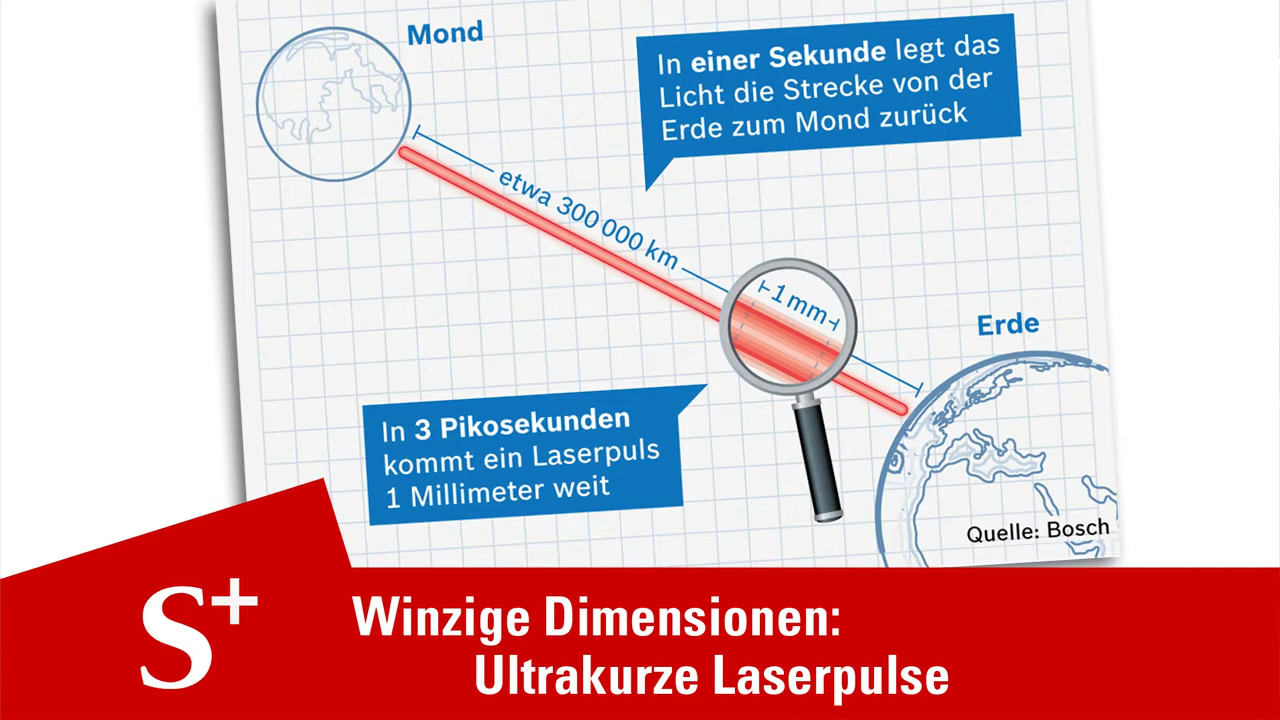 Mond
In einer Sekunde legt das
Licht die Strecke von der
Erde zum Mond zurück
etwa 300 000 km
1 mm
Erde
In 3 Pikosekunden
kommt ein Laserpuls
1 Millimeter weit
Quelle: Bosch
S+
Winzige Dimensionen:
Ultrakurze Laserpulse